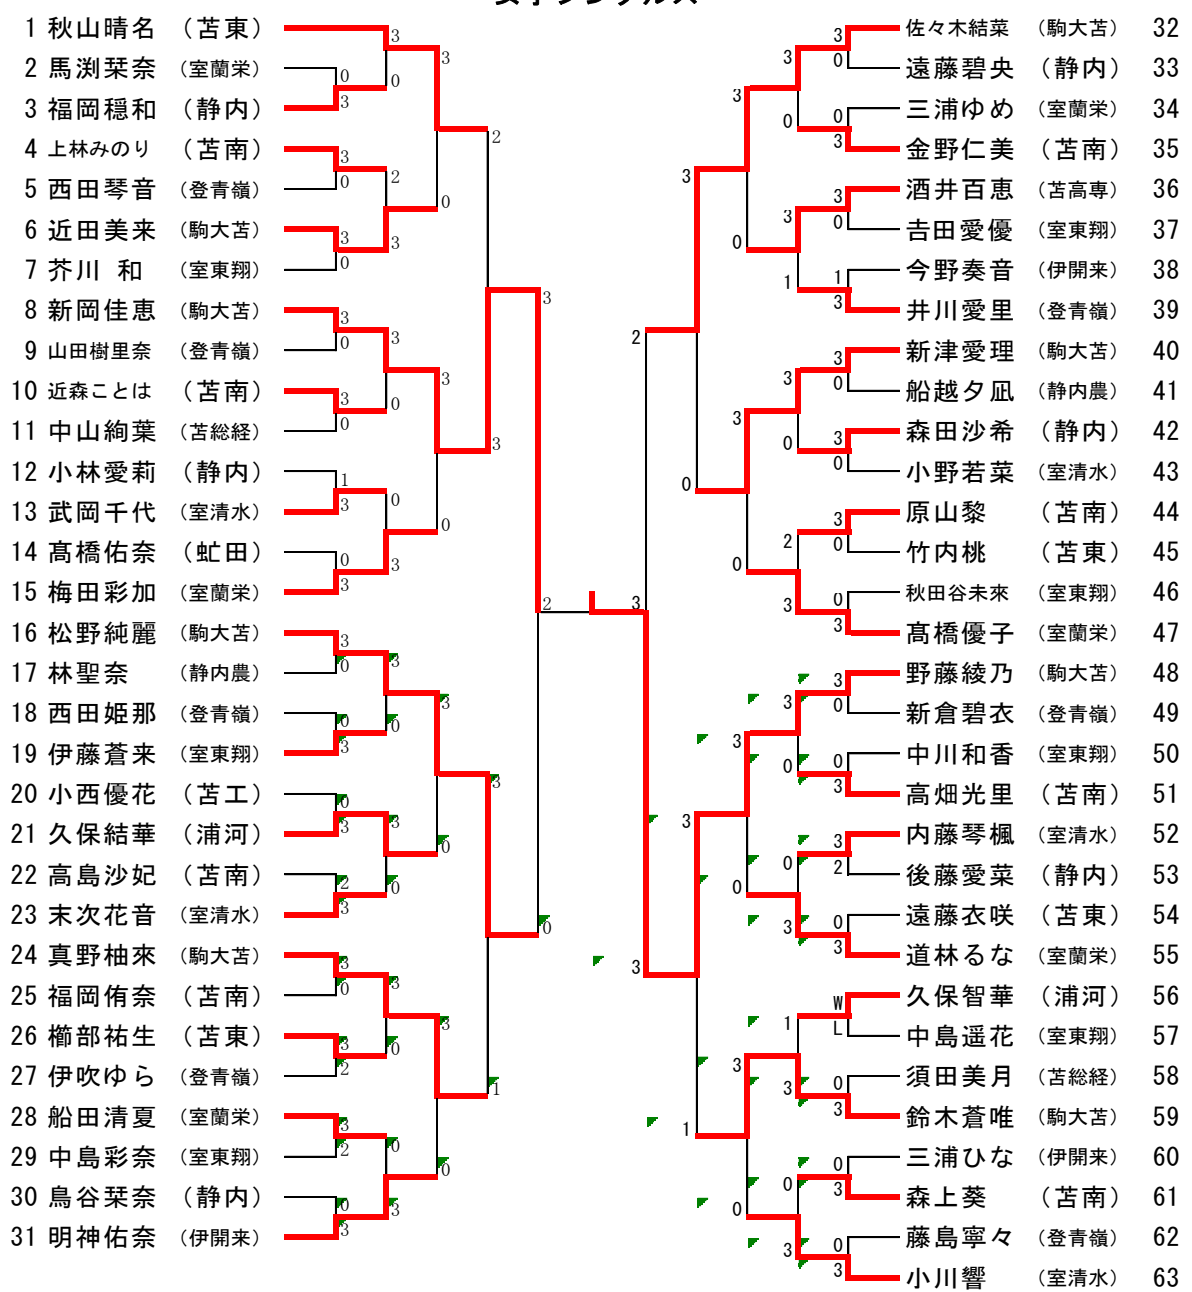 1 秋山晴名 （苫東）
2 馬渕栞奈 （室蘭栄）
3 福岡穏和 （静内）
4 上林みのり （苫南）
5 西田琴音 （登青嶺）
6 近田美来 （駒大苫）
7 芥川 和 （室東翔）
8 新岡佳恵 （駒大苫）
9 山田樹里奈 （登青嶺）
10 近森ことは （苫南）
11 中山絢葉 （苫総経）
12 小林愛莉 （静内）
13 武岡千代 （室清水）
14 髙橋佑奈 （虻田）
15 梅田彩加 （室蘭栄）
16 松野純麗 （駒大苫）
17 林聖奈 （静内農）
18 西田姫那 （登青嶺）
19 伊藤蒼来 （室東翔）
20 小西優花 （苫工）
21 久保結華 （浦河）
22 高島沙妃 （苫南）
23 末次花音 （室清水）
24 真野柚來 （駒大苫）
25 福岡侑奈 （苫南）
26 櫛部祐生 （苫東）
27 伊吹ゆら （登青嶺）
28 船田清夏 （室蘭栄）
29 中島彩奈 （室東翔）
30 鳥谷栞奈 （静内）
31 明神佑奈 （伊開来）
佐々木結菜 （駒大苫） 32
遠藤碧央 （静内） 33
三浦ゆめ （室蘭栄） 34
金野仁美 （苫南） 35
酒井百恵 （苫高専） 36
吉田愛優 （室東翔） 37
今野奏音 （伊開来） 38
井川愛里 （登青嶺） 39
新津愛理 （駒大苫） 40
船越夕凪 （静内農） 41
森田沙希 （静内） 42
小野若菜 （室清水） 43
原山黎 （苫南） 44
竹内桃 （苫東） 45
秋田谷未來 （室東翔） 46
髙橋優子 （室蘭栄） 47
野藤綾乃 （駒大苫） 48
新倉碧衣 （登青嶺） 49
中川和香 （室東翔） 50
高畑光里 （苫南） 51
内藤琴楓 （室清水） 52
後藤愛菜 （静内） 53
遠藤衣咲 （苫東） 54
道林るな （室蘭栄） 55
久保智華 （浦河） 56
中島遥花 （室東翔） 57
須田美月 （苫総経） 58
鈴木蒼唯 （駒大苫） 59
三浦ひな （伊開来） 60
森上葵 （苫南） 61
藤島寧々 （登青嶺） 62
小川響 （室清水） 63